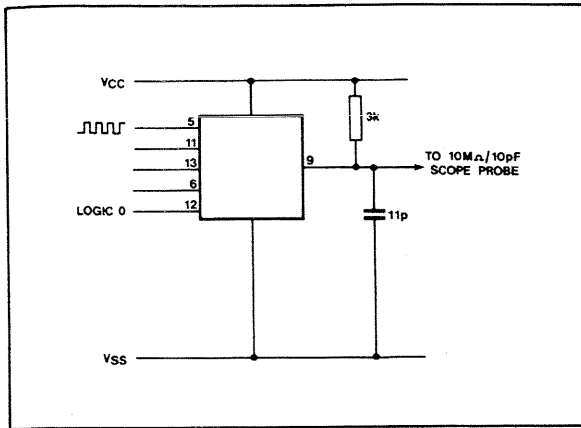 VCC
3k
5
11
13
6
LOGIC 0 12
9
TO 10MΩ/10pF
SCOPE PROBE
11p
VSS